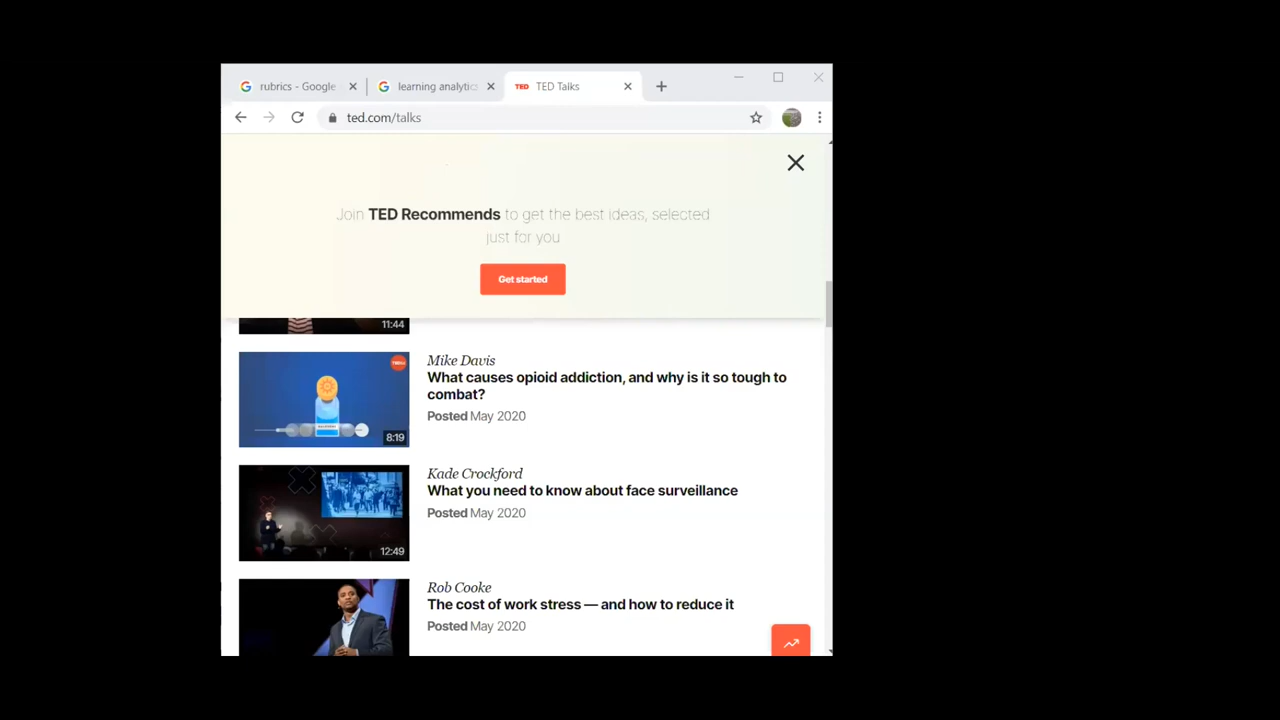 rubrics - Google
learning analytic
TED TED Talks
ted.com/talks
Join TED Recommends to get the best ideas, selected
just for you
Get started
11:44
Mike Davis
What causes opioid addiction, and why is it so tough to
combat?
Posted May 2020
8:19
Kade Crockford
What you need to know about face surveillance
Posted May 2020
12:49
Rob Cooke
The cost of work stress — and how to reduce it
Posted May 2020